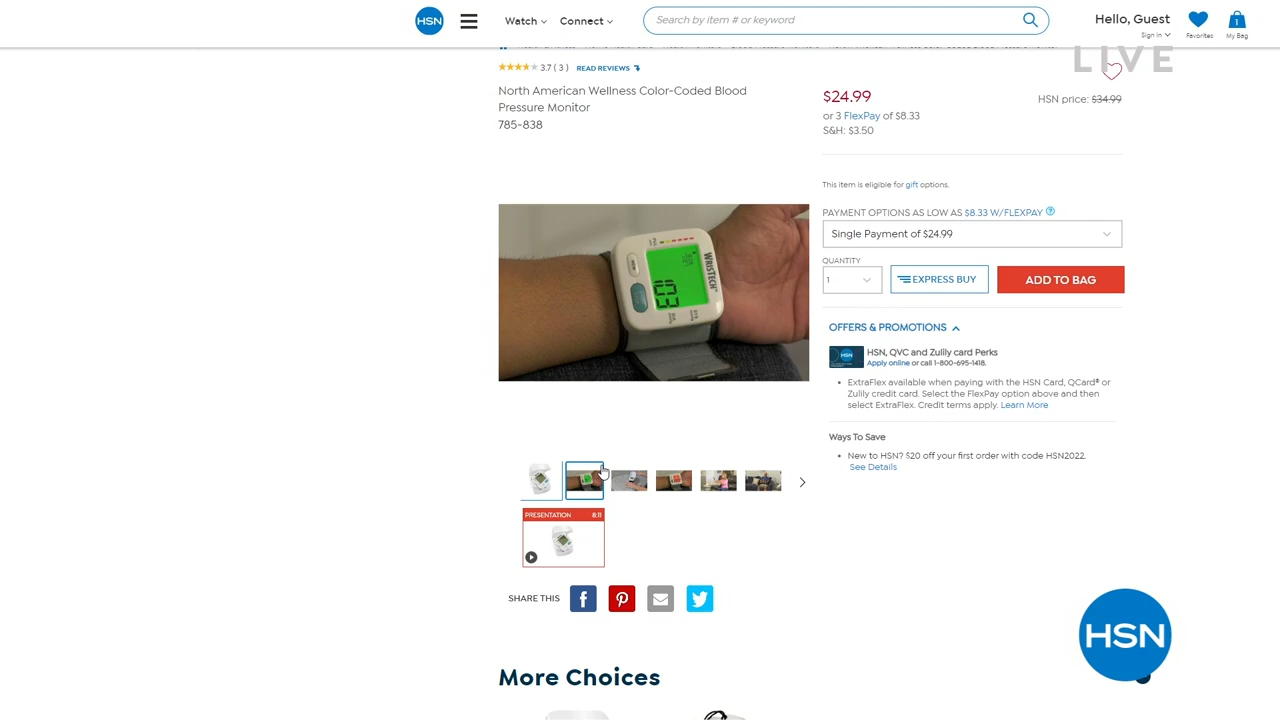 HSN
Watch
Connect
Search by item # or keyword
Hello, Guest
Sign in
Favorites
1
My Bag
LIVE
3.7 ( 3 )
READ REVIEWS
North American Wellness Color-Coded Blood
Pressure Monitor
785-838
$24.99
HSN price: $34.99
or 3 FlexPay of $8.33
S&H: $3.50
This item is eligible for gift options.
PAYMENT OPTIONS AS LOW AS $8.33 W/FLEXPAY ?
Single Payment of $24.99
QUANTITY
1
EXPRESS BUY
ADD TO BAG
WRISTECH
OFFERS & PROMOTIONS
HSN
HSN, QVC and Zulily card Perks
Apply online or call 1-800-695-1418.
• ExtraFlex available when paying with the HSN Card, QCard® or
Zulily credit card. Select the FlexPay option above and then
select ExtraFlex. Credit terms apply. Learn More
Ways To Save
• New to HSN? $20 off your first order with code HSN2022.
See Details
PRESENTATION 8:11
SHARE THIS
HSN
More Choices